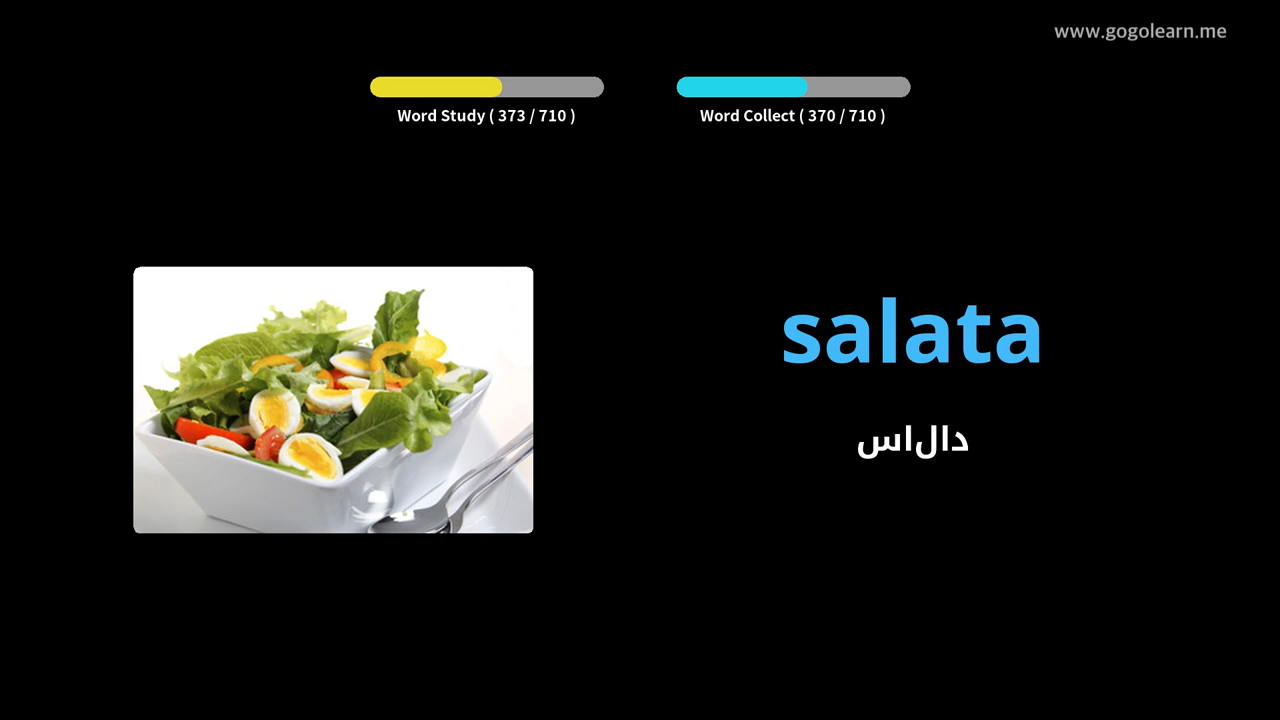 www.gogolearn.me
Word Study ( 373 / 710 )
Word Collect ( 370 / 710 )
salata
دال‌اس